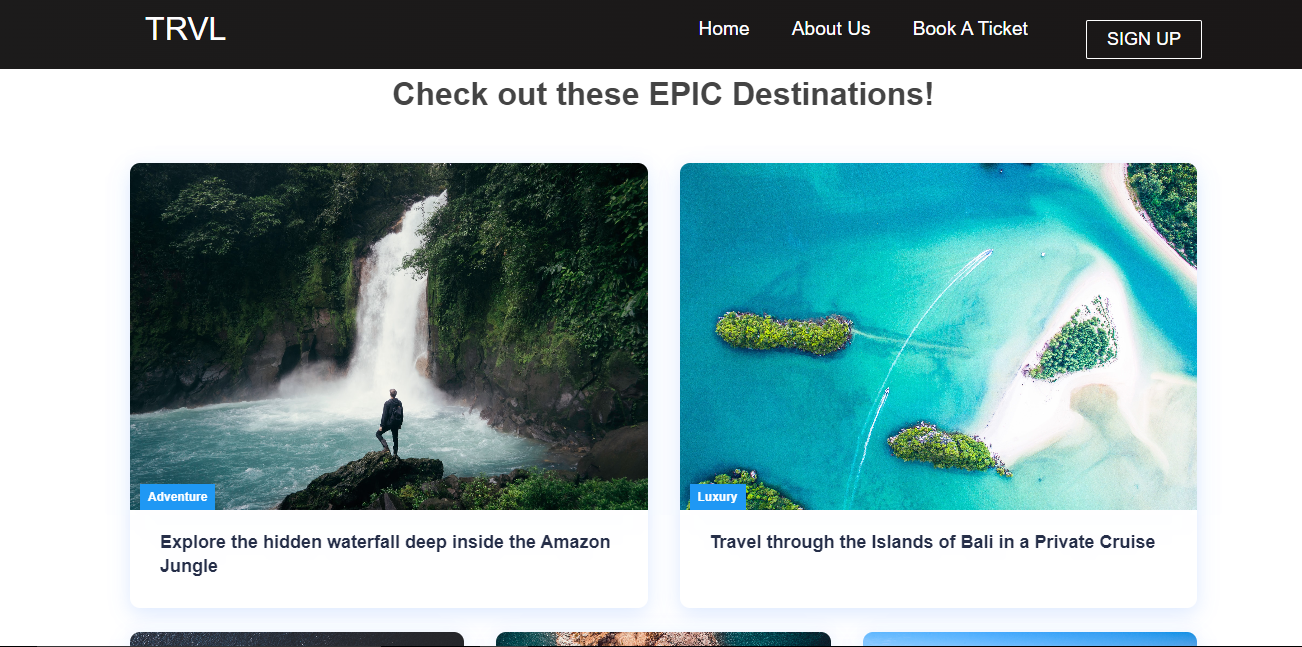 TRVL
Home
About Us
Book A Ticket
SIGN UP
Check out these EPIC Destinations!
Adventure
Explore the hidden waterfall deep inside the Amazon
Jungle
Luxury
Travel through the Islands of Bali in a Private Cruise